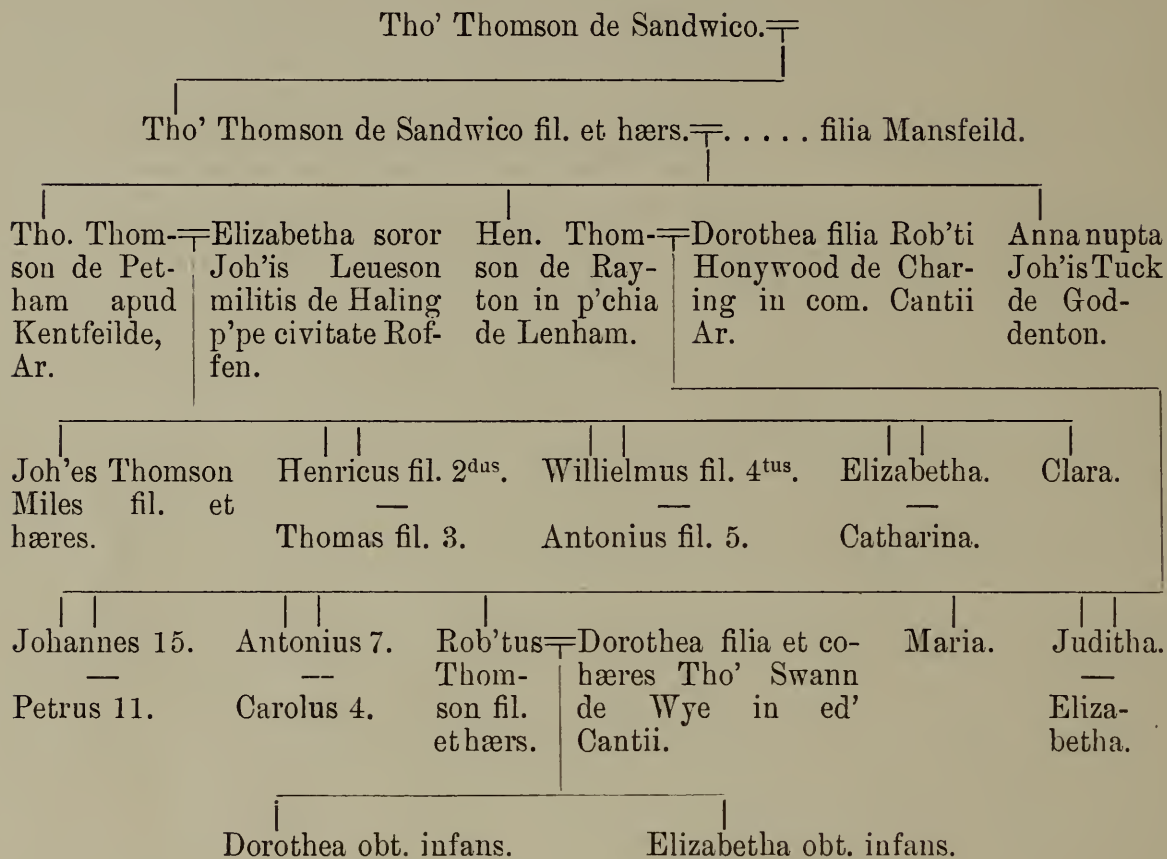 Tho' Thomson de Sandwico.
Tho' Thomson de Sandwico fil. et hærs. . . . . . filia Mansfeild.
Tho. Thom-
son de Pet-
ham apud
Kentfeilde,
Ar.
Elizabetha soror
Joh'is Leueson
militis de Haling
p'pe civitate Rof-
fen.
Hen. Thom-
son de Ray-
ton in p'chia
de Lenham.
Dorothea filia Rob'ti
Honywood de Char-
ing in com. Cantii
Ar.
Anna nupta
Joh'is Tuck
de God-
denton.
Joh'es Thomson
Miles fil. et
hæres.
Henricus fil. 2dus.
—
Thomas fil. 3.
Willielmus fil. 4tus.
—
Antonius fil. 5.
Elizabetha.
—
Catharina.
Clara.
Johannes 15.
—
Petrus 11.
Antonius 7.
—
Carolus 4.
Rob'tus
Thom-
son fil.
et hærs.
Dorothea filia et co-
hæres Tho' Swann
de Wye in ed'
Cantii.
Maria.
Juditha.
—
Eliza-
betha.
Dorothea obt. infans.
Elizabetha obt. infans.